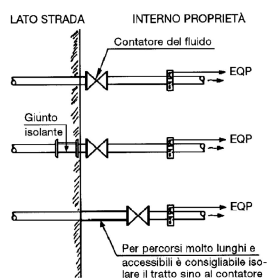 LATO STRADA
INTERNO PROPRIETÀ
Contatore del fluido
EQP
Giunto
isolante
EQP
EQP
Per percorsi molto lunghi e
accessibili è consigliabile iso-
lare il tratto sino al contatore